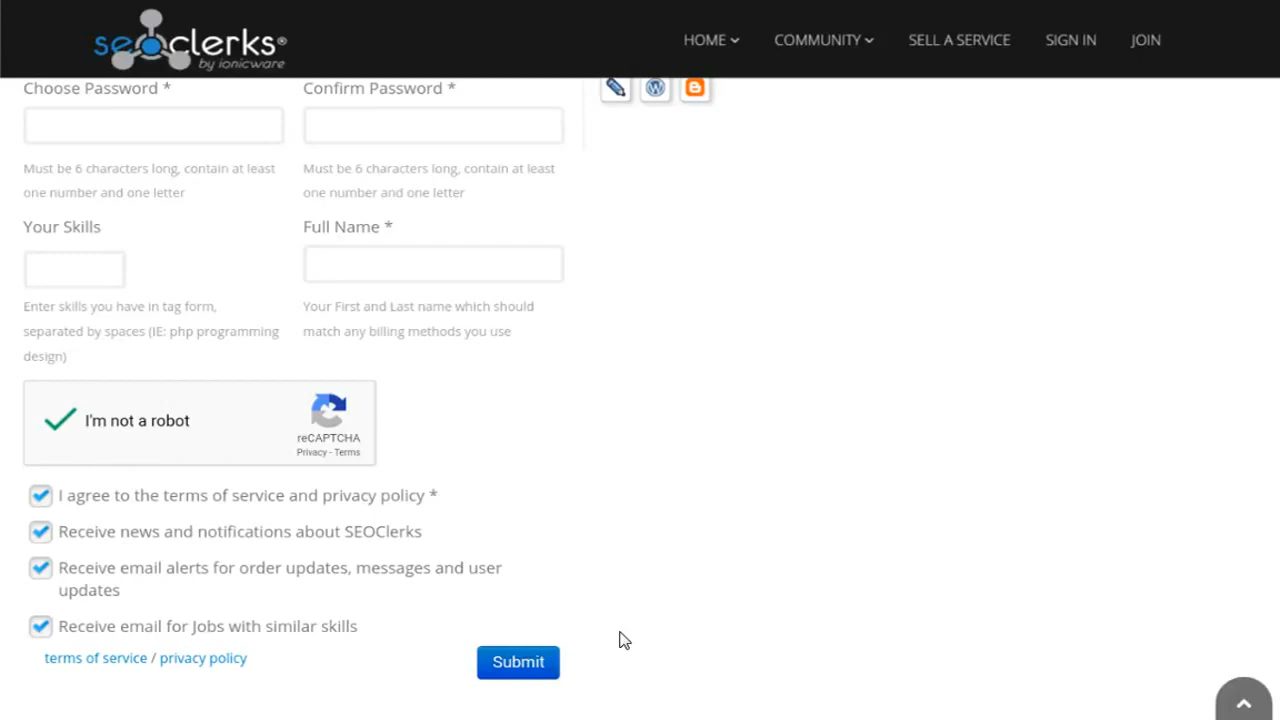 seoclerks®
by ionicware
HOME COMMUNITY SELL A SERVICE SIGN IN JOIN
Choose Password * Confirm Password *
Must be 6 characters long, contain at least Must be 6 characters long, contain at least
one number and one letter one number and one letter
Your Skills Full Name *
Enter skills you have in tag form, Your First and Last name which should
separated by spaces (IE: php programming match any billing methods you use
design)
I'm not a robot
reCAPTCHA
Privacy - Terms
I agree to the terms of service and privacy policy *
Receive news and notifications about SEOClerks
Receive email alerts for order updates, messages and user
updates
Receive email for Jobs with similar skills
terms of service / privacy policy Submit